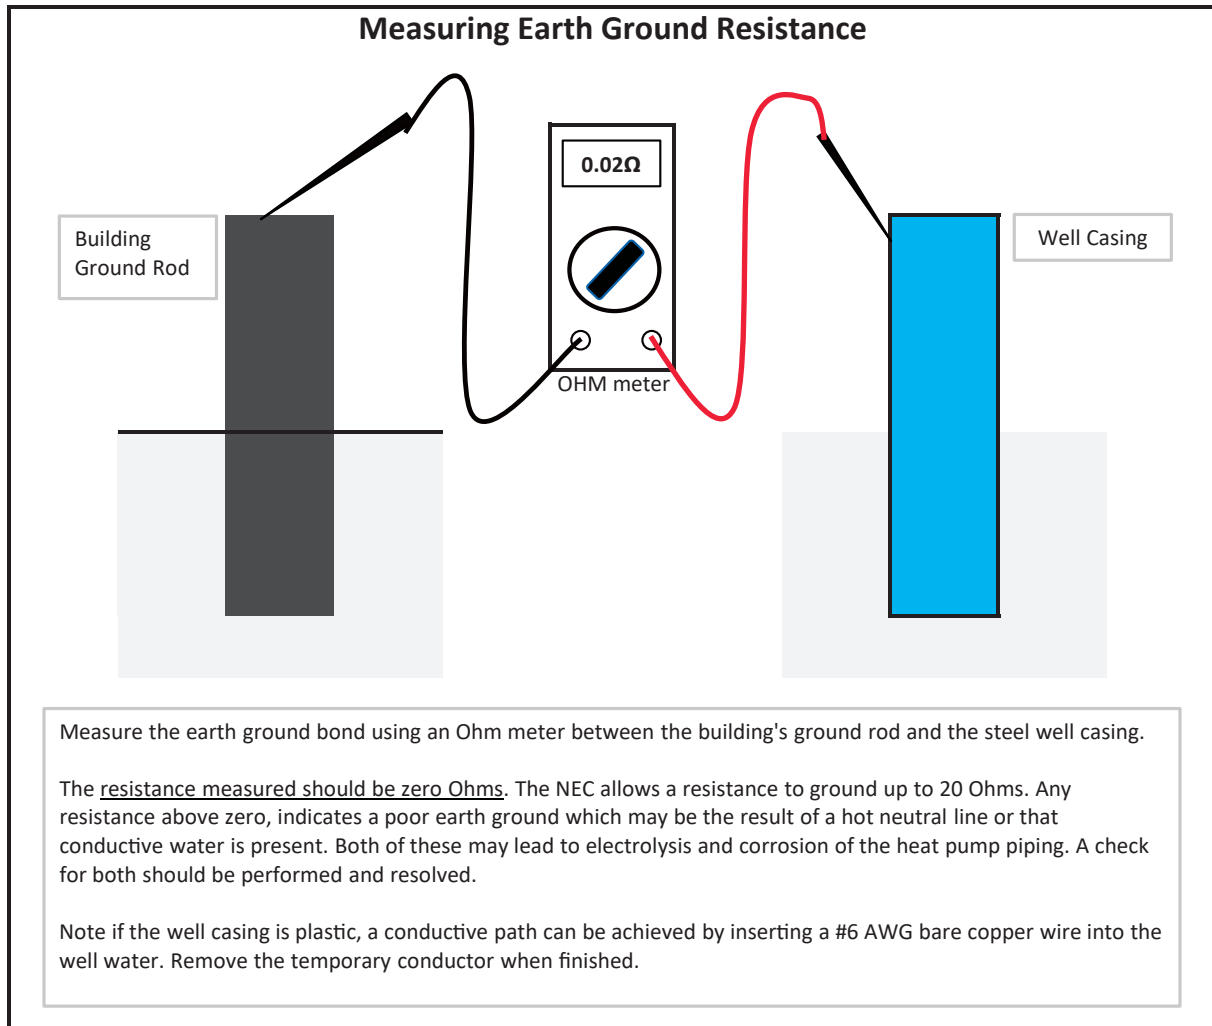 Measuring Earth Ground Resistance
0.02Ω
Building
Ground Rod
Well Casing
OHM meter
Measure the earth ground bond using an Ohm meter between the building's ground rod and the steel well casing.
The resistance measured should be zero Ohms. The NEC allows a resistance to ground up to 20 Ohms. Any
resistance above zero, indicates a poor earth ground which may be the result of a hot neutral line or that
conductive water is present. Both of these may lead to electrolysis and corrosion of the heat pump piping. A check
for both should be performed and resolved.
Note if the well casing is plastic, a conductive path can be achieved by inserting a #6 AWG bare copper wire into the
well water. Remove the temporary conductor when finished.